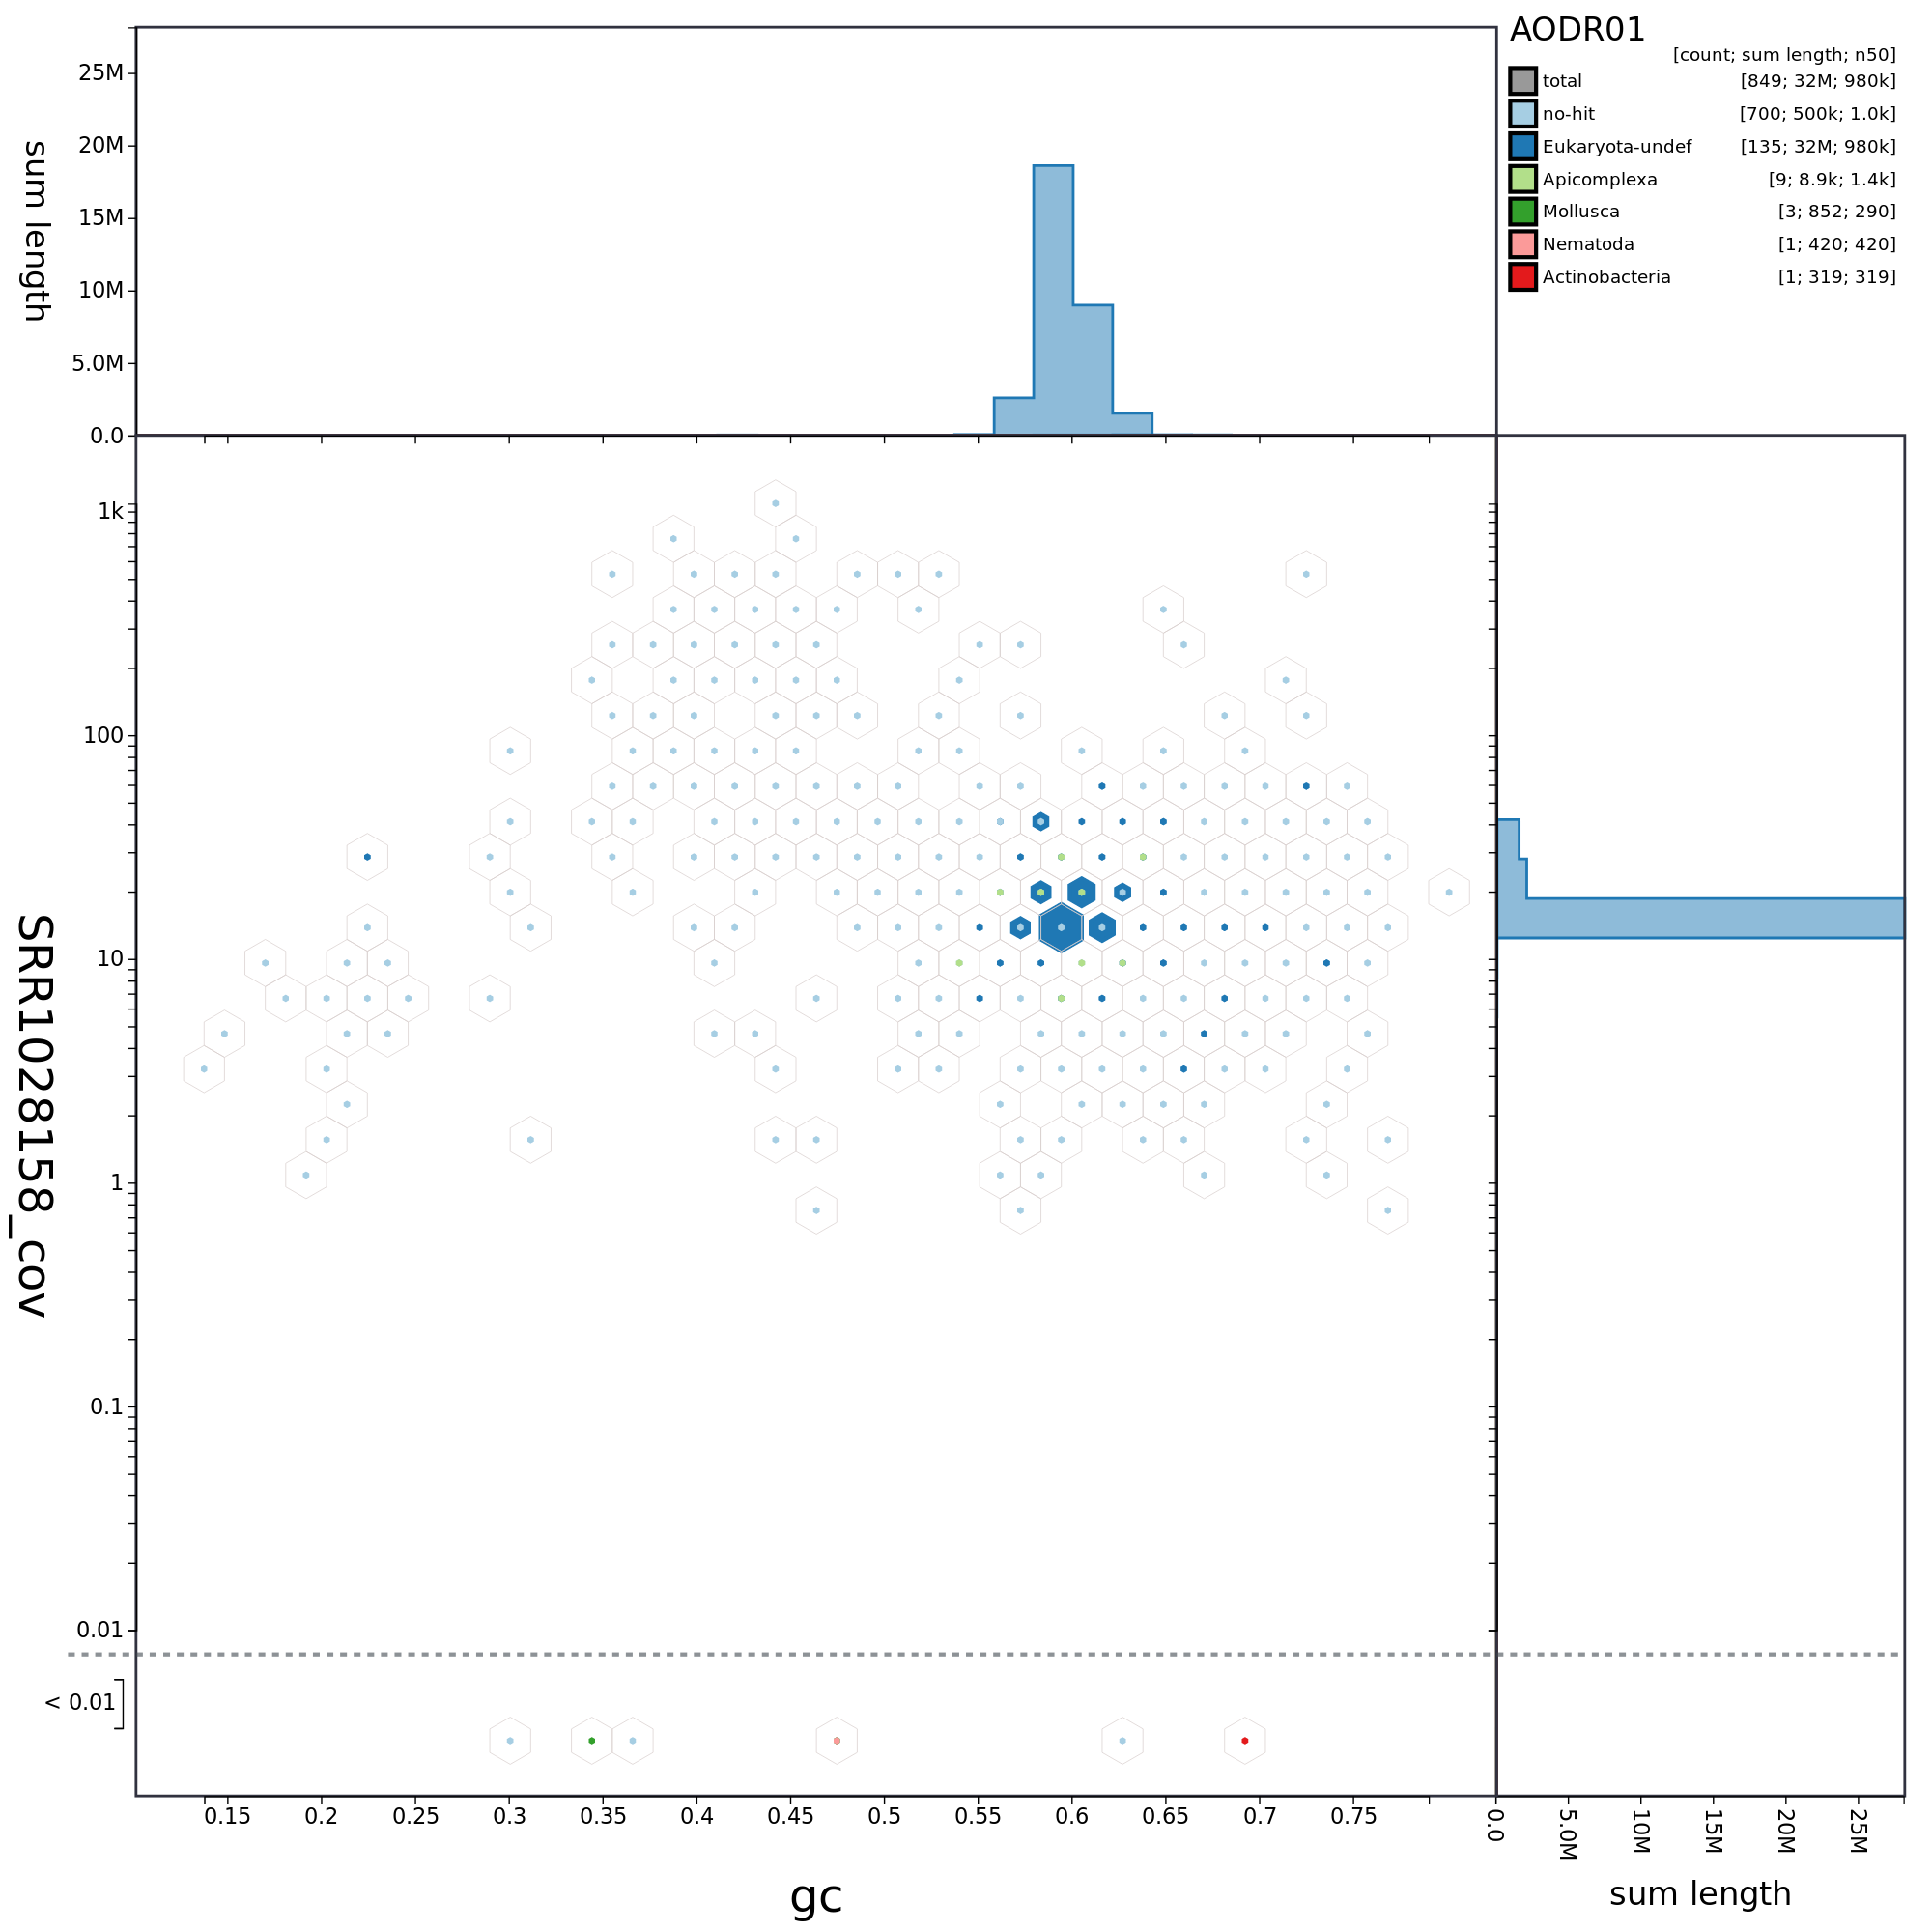 AODR01
[count; sum length; n50]
total [849; 32M; 980k]
no-hit [700; 500k; 1.0k]
Eukaryota-undef [135; 32M; 980k]
Apicomplexa [9; 8.9k; 1.4k]
Mollusca [3; 852; 290]
Nematoda [1; 420; 420]
Actinobacteria [1; 319; 319]
sum length
25M
20M
15M
10M
5.0M
0.0
SRR1028158_cov
1k
100
10
1
0.1
0.01
< 0.01
0.15 0.2 0.25 0.3 0.35 0.4 0.45 0.5 0.55 0.6 0.65 0.7 0.75
gc
0.0 5.0M 10M 15M 20M 25M
sum length